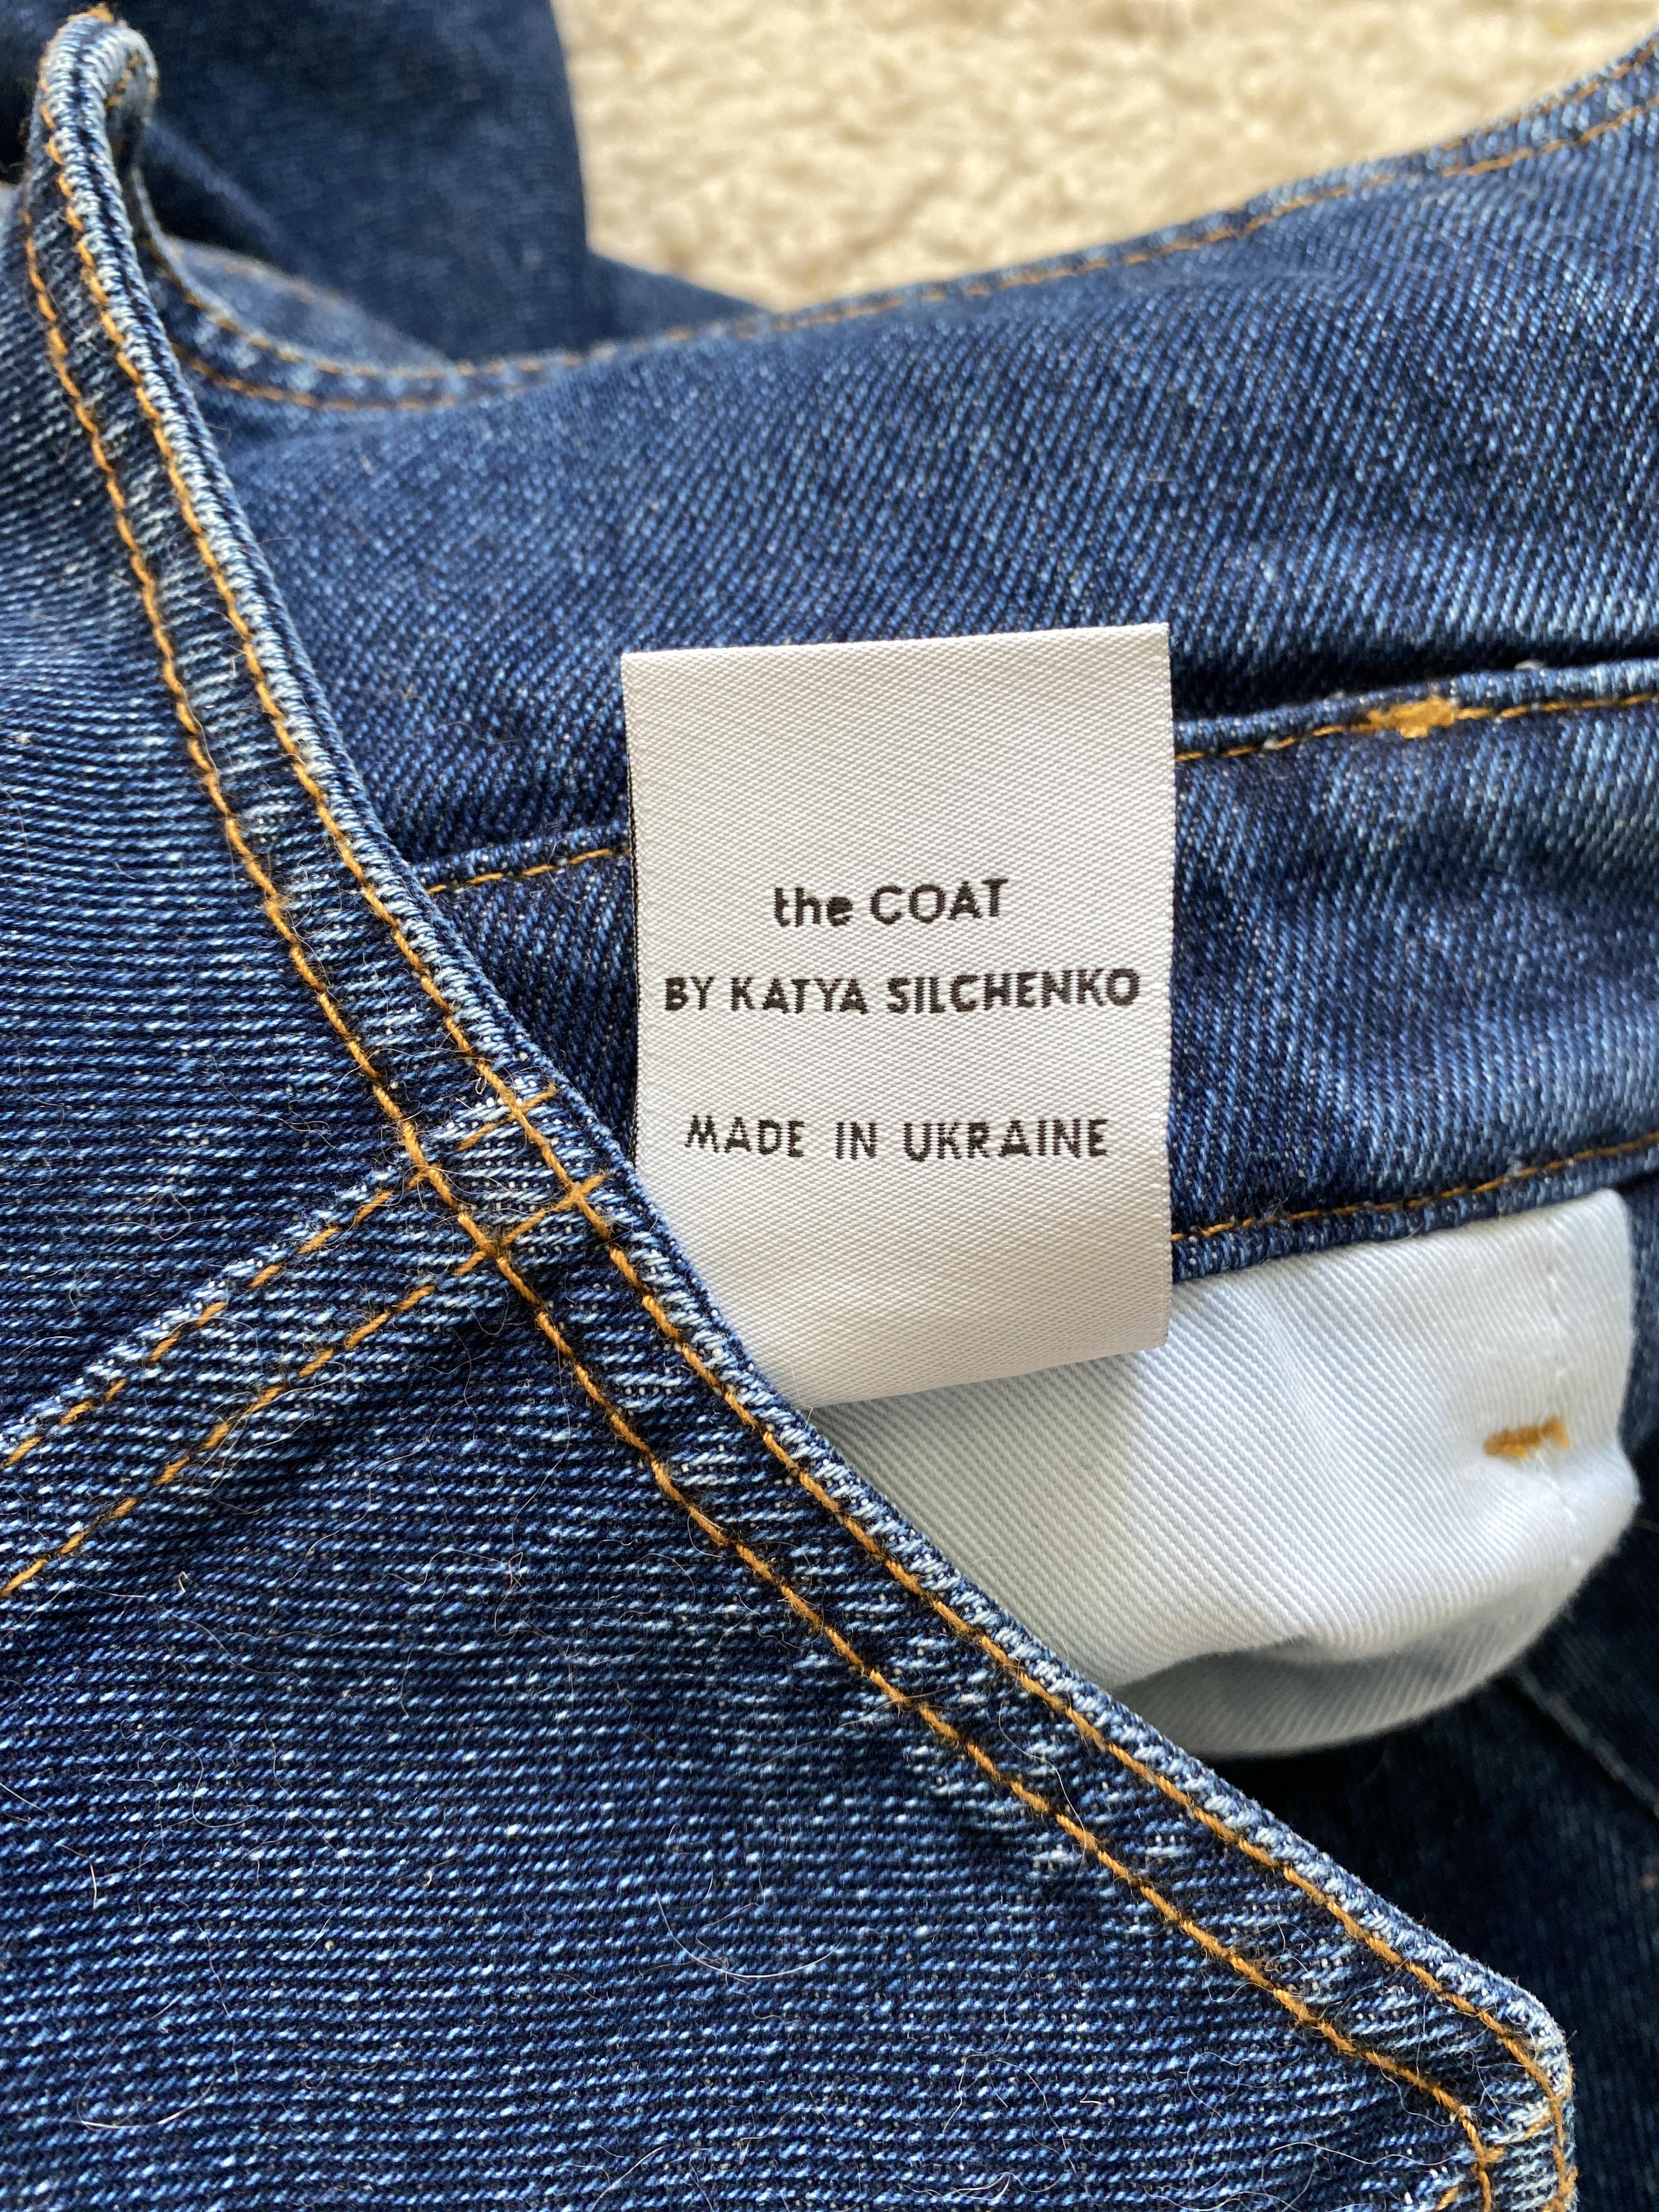 the COAT
BY KATYA SILCHENKO
MADE IN UKRAINE